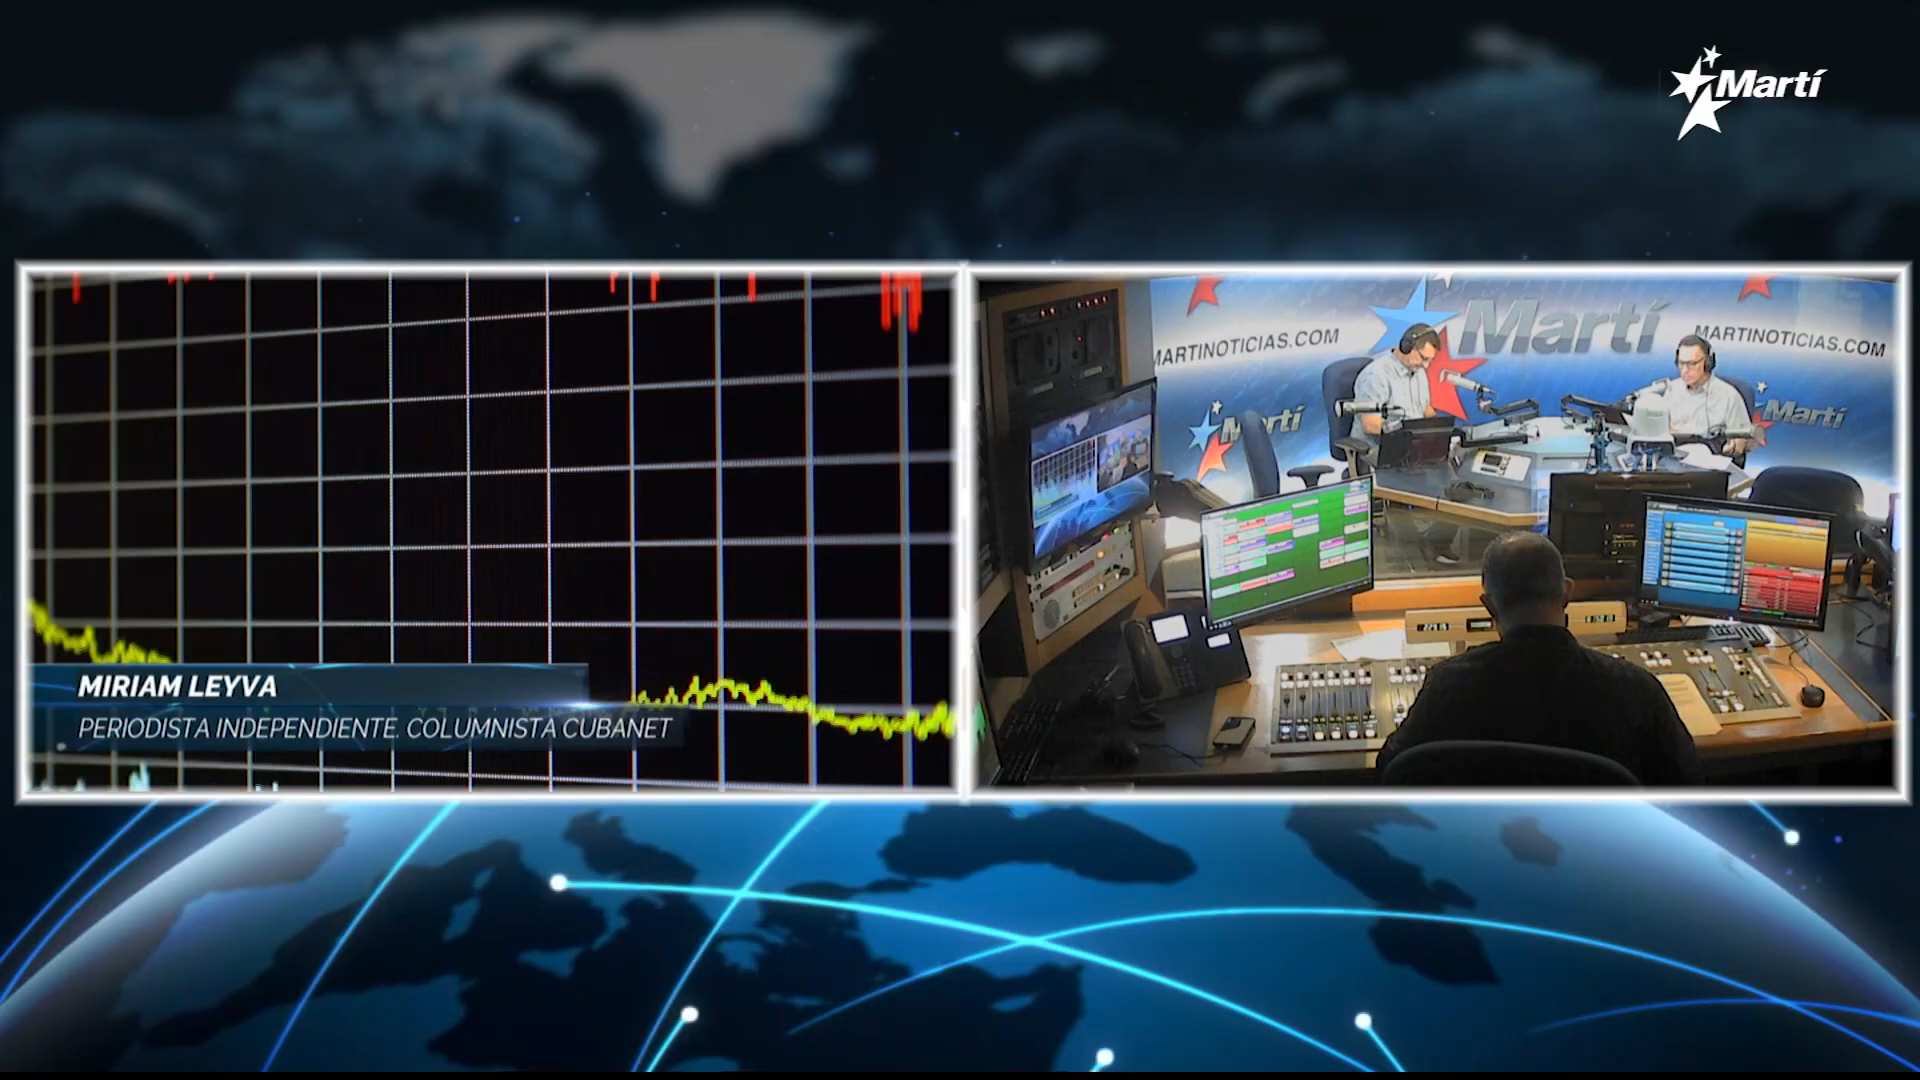 Martí
MIRIAM LEYVA
PERIODISTA INDEPENDIENTE. COLUMNISTA CUBANET
MARTINOTICIAS.COM
Martí
MARTINOTICIAS.COM
Martí
Martí